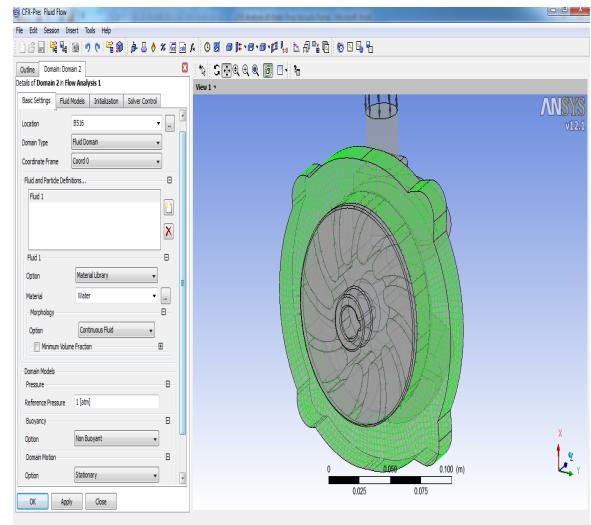 CFX-Pre: Fluid Flow
File Edit Session Insert Tools Help
Outline Domain: Domain 2
Details of Domain 2 in Flow Analysis 1
Basic Settings Fluid Models Initialization Solver Control
Location B516
Domain Type Fluid Domain
Coordinate Frame Coord 0
Fluid and Particle Definitions...
Fluid 1
Fluid 1
Option Material Library
Material Water
Morphology
Option Continuous Fluid
Minimum Volume Fraction
Domain Models
Pressure
Reference Pressure 1 [atm]
Buoyancy
Option Non Buoyant
Domain Motion
Option Stationary
OK Apply Close
View 1
ANSYS
v12.1
0 0.050 0.100 (m)
0.025 0.075
X
Y